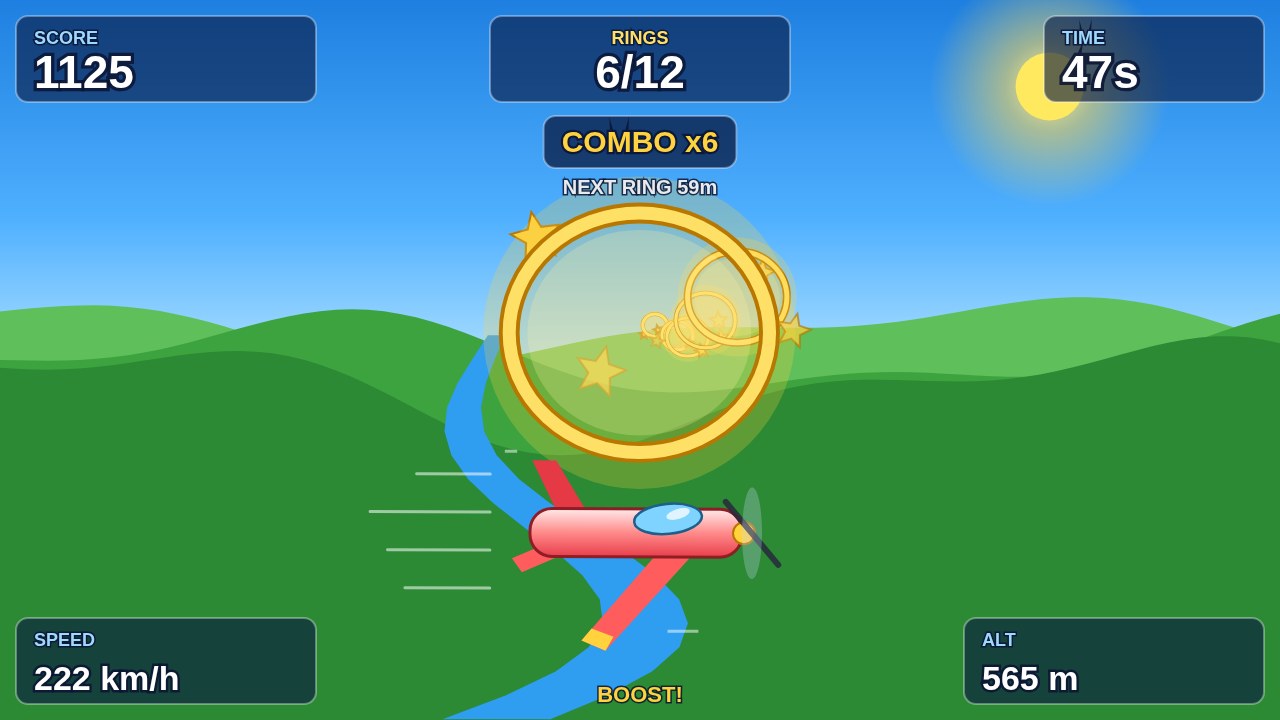 SCORE
1125
RINGS
6/12
TIME
47s
COMBO x6
NEXT RING 59m
SPEED
222 km/h
ALT
565 m
BOOST!